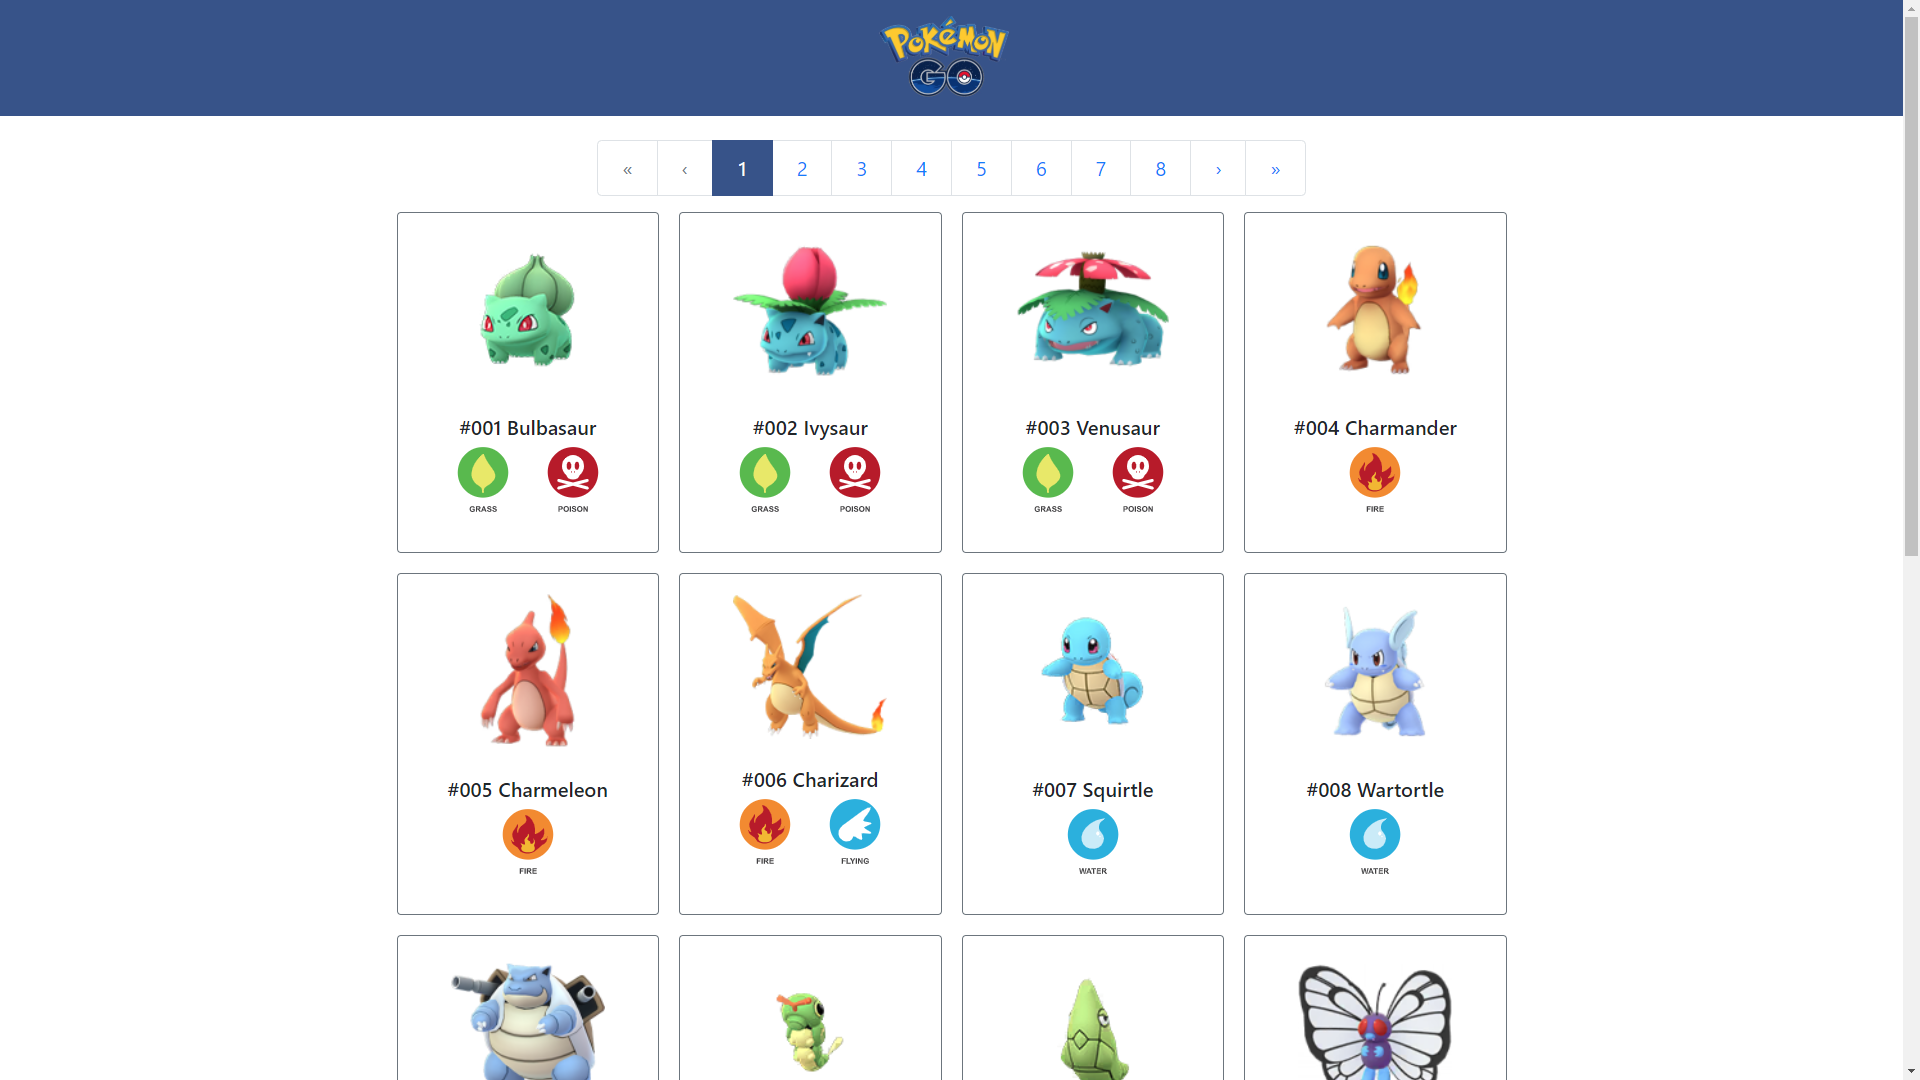 POKéMON
GO
« ‹ 1 2 3 4 5 6 7 8 › »
#001 Bulbasaur
GRASS POISON
#002 Ivysaur
GRASS POISON
#003 Venusaur
GRASS POISON
#004 Charmander
FIRE
#005 Charmeleon
FIRE
#006 Charizard
FIRE FLYING
#007 Squirtle
WATER
#008 Wartortle
WATER